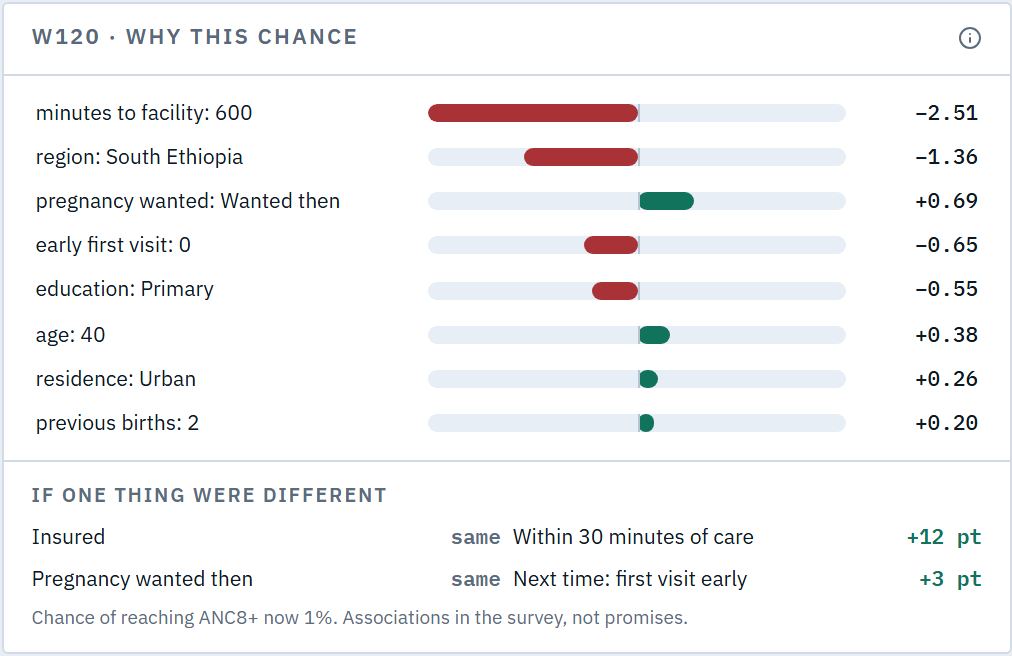 W120 · WHY THIS CHANCE
minutes to facility: 600 −2.51
region: South Ethiopia −1.36
pregnancy wanted: Wanted then +0.69
early first visit: 0 −0.65
education: Primary −0.55
age: 40 +0.38
residence: Urban +0.26
previous births: 2 +0.20
IF ONE THING WERE DIFFERENT
Insured same Within 30 minutes of care +12 pt
Pregnancy wanted then same Next time: first visit early +3 pt
Chance of reaching ANC8+ now 1%. Associations in the survey, not promises.